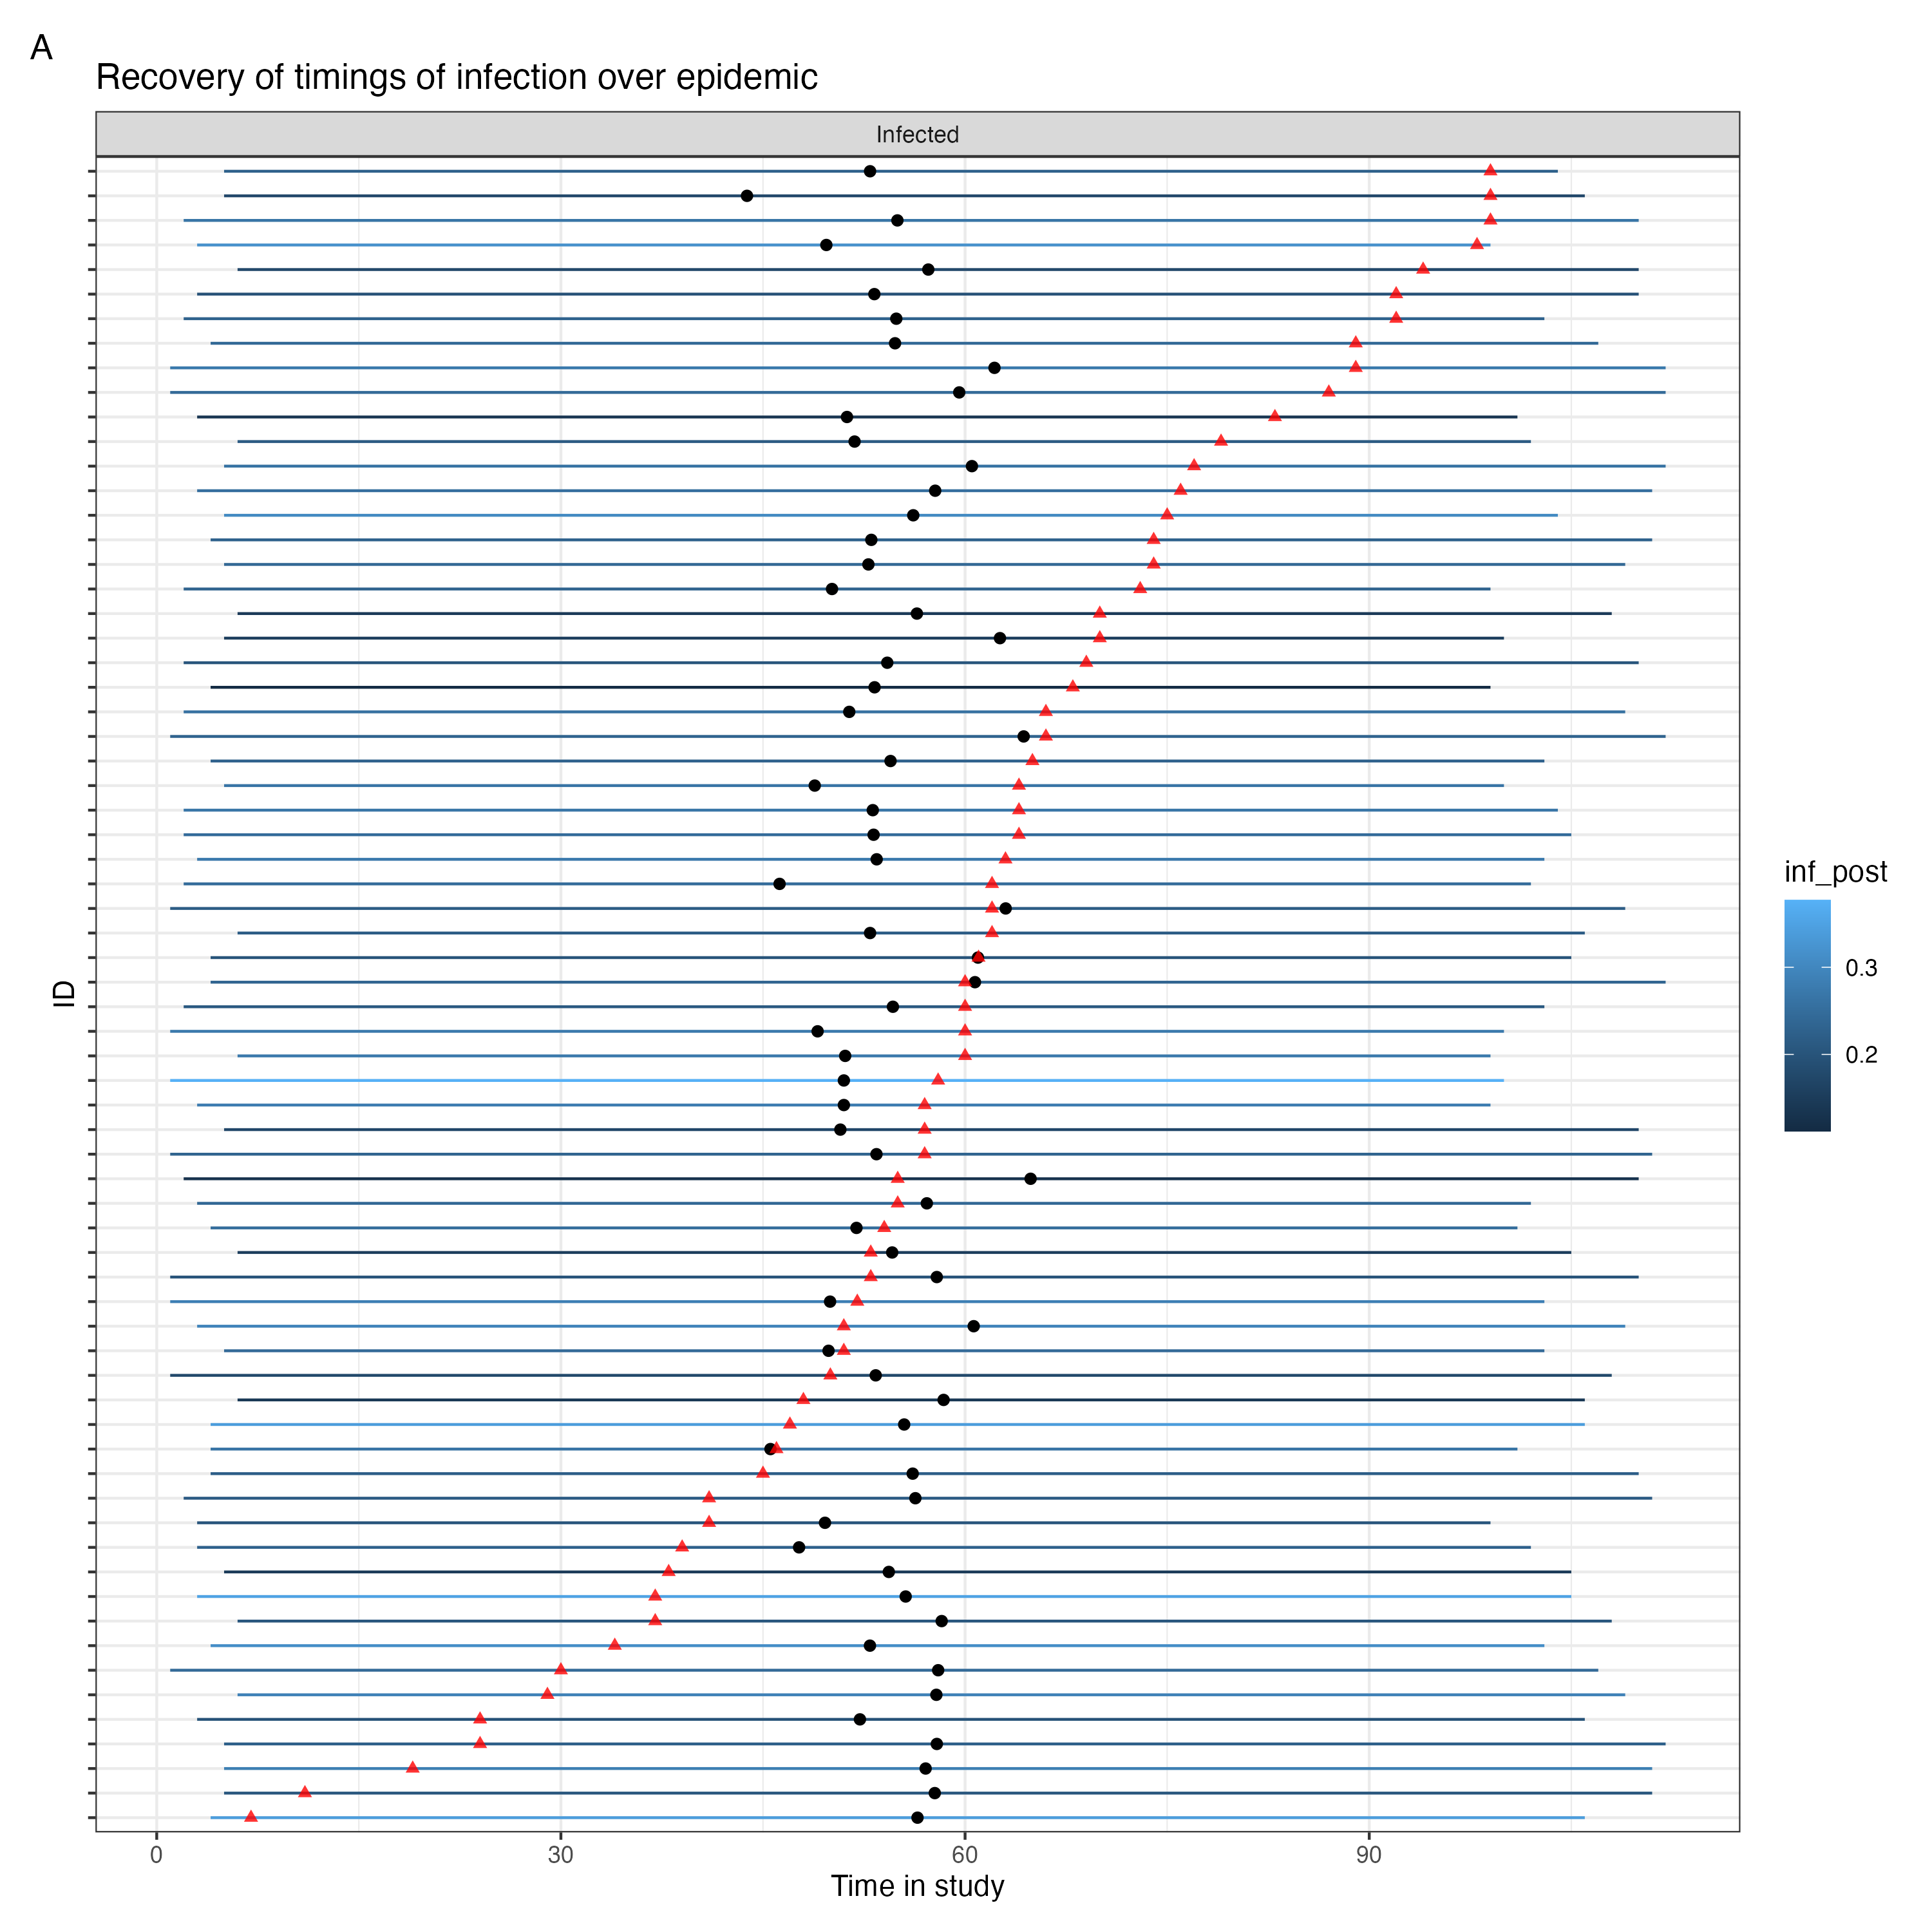 A
Recovery of timings of infection over epidemic
Infected
ID
inf_post
0.3
0.2
0 30 60 90
Time in study